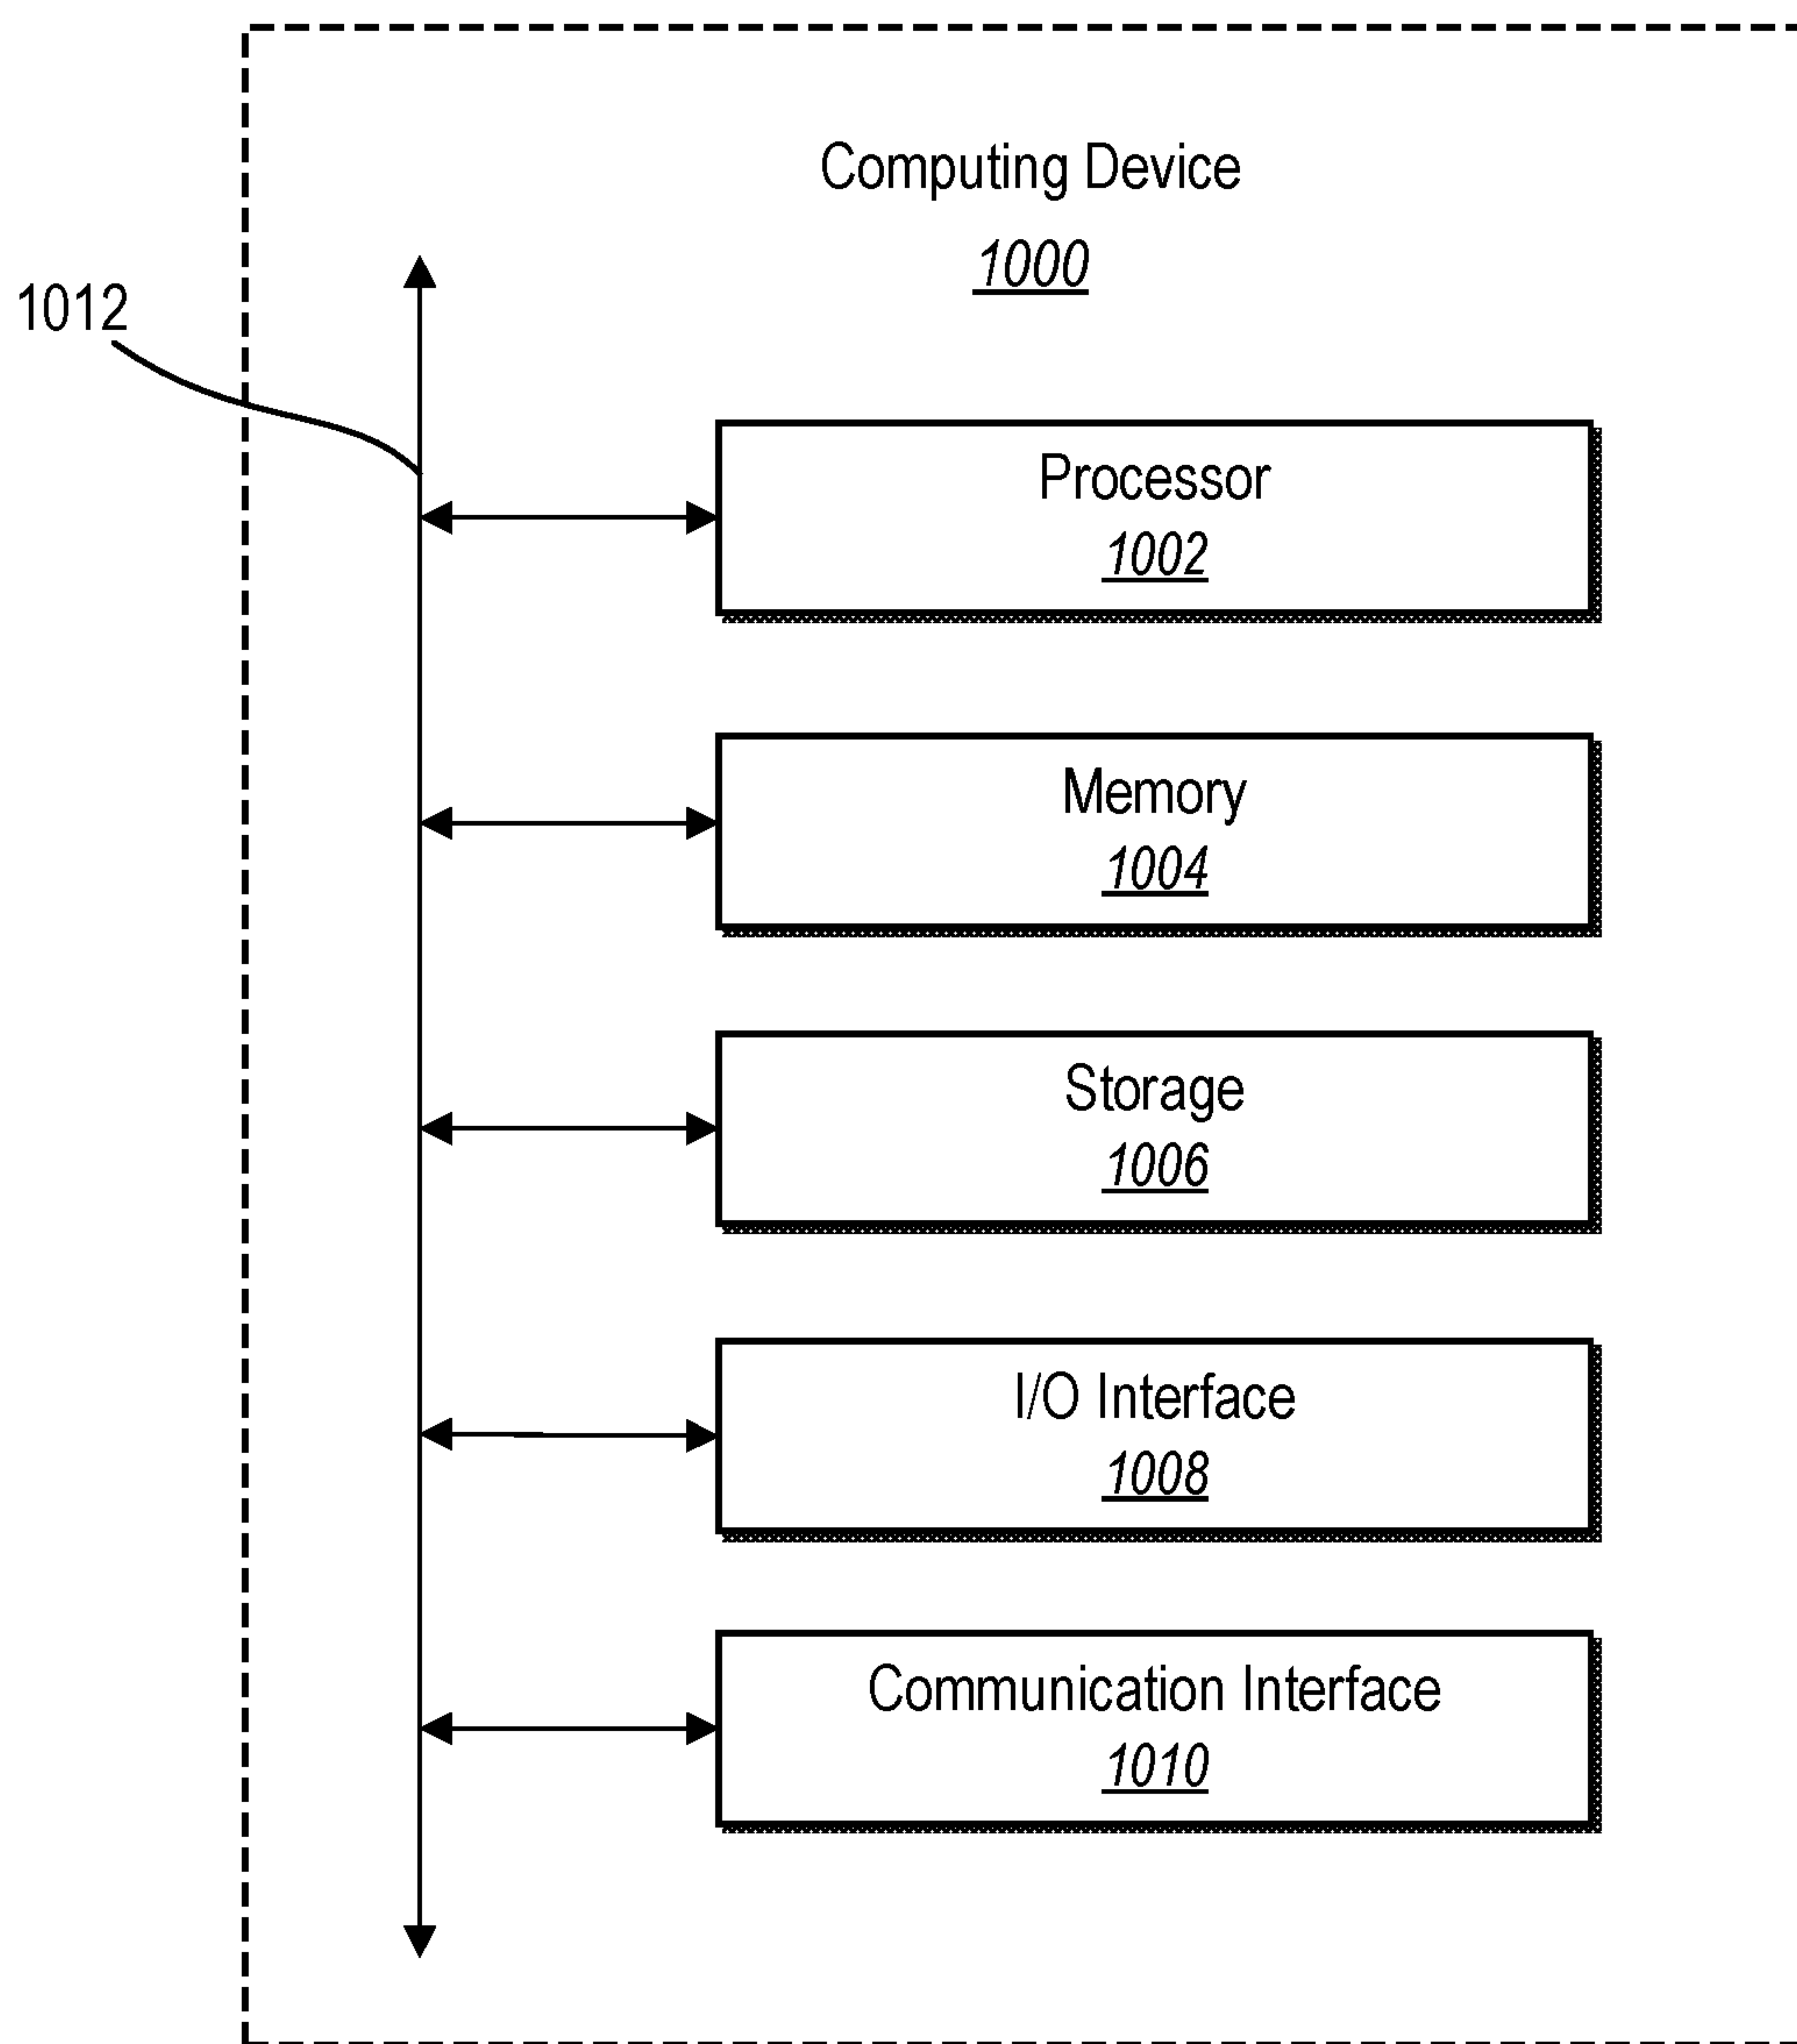 Computing Device
1000
1012
Processor
1002
Memory
1004
Storage
1006
I/O Interface
1008
Communication Interface
1010